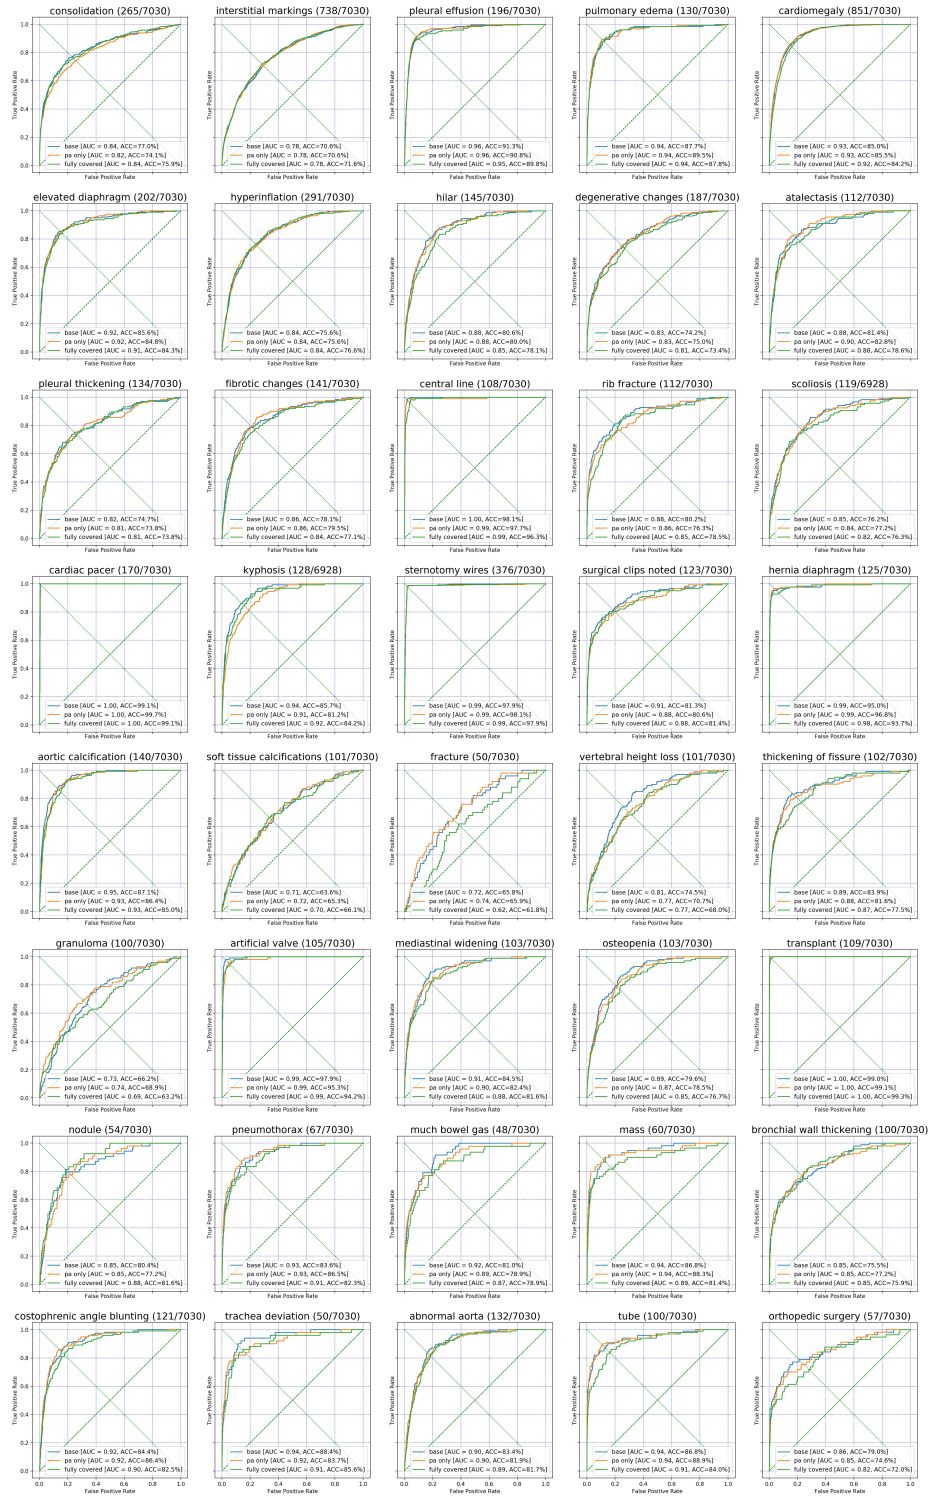 consolidation (265/7030)
base [AUC = 0.84, ACC=77.0%]
pa only [AUC = 0.82, ACC=74.1%]
fully covered [AUC = 0.84, ACC=75.9%]
interstitial markings (738/7030)
base [AUC = 0.78, ACC=70.6%]
pa only [AUC = 0.78, ACC=70.6%]
fully covered [AUC = 0.78, ACC=71.6%]
pleural effusion (196/7030)
base [AUC = 0.96, ACC=91.3%]
pa only [AUC = 0.96, ACC=90.8%]
fully covered [AUC = 0.95, ACC=89.8%]
pulmonary edema (130/7030)
base [AUC = 0.94, ACC=87.7%]
pa only [AUC = 0.94, ACC=89.5%]
fully covered [AUC = 0.94, ACC=87.8%]
cardiomegaly (851/7030)
base [AUC = 0.93, ACC=85.0%]
pa only [AUC = 0.93, ACC=85.5%]
fully covered [AUC = 0.92, ACC=84.2%]
True Positive Rate
False Positive Rate
elevated diaphragm (202/7030)
base [AUC = 0.92, ACC=85.6%]
pa only [AUC = 0.92, ACC=84.8%]
fully covered [AUC = 0.91, ACC=84.3%]
hyperinflation (291/7030)
base [AUC = 0.84, ACC=75.6%]
pa only [AUC = 0.84, ACC=75.6%]
fully covered [AUC = 0.84, ACC=76.6%]
hilar (145/7030)
base [AUC = 0.88, ACC=80.6%]
pa only [AUC = 0.88, ACC=80.0%]
fully covered [AUC = 0.85, ACC=78.1%]
degenerative changes (187/7030)
base [AUC = 0.83, ACC=74.2%]
pa only [AUC = 0.83, ACC=75.0%]
fully covered [AUC = 0.81, ACC=73.4%]
atalectasis (112/7030)
base [AUC = 0.88, ACC=81.4%]
pa only [AUC = 0.90, ACC=82.8%]
fully covered [AUC = 0.88, ACC=78.6%]
pleural thickening (134/7030)
base [AUC = 0.82, ACC=74.7%]
pa only [AUC = 0.81, ACC=73.8%]
fully covered [AUC = 0.81, ACC=73.8%]
fibrotic changes (141/7030)
base [AUC = 0.86, ACC=78.1%]
pa only [AUC = 0.86, ACC=79.5%]
fully covered [AUC = 0.84, ACC=77.1%]
central line (108/7030)
base [AUC = 1.00, ACC=98.1%]
pa only [AUC = 0.99, ACC=97.7%]
fully covered [AUC = 0.99, ACC=96.3%]
rib fracture (112/7030)
base [AUC = 0.88, ACC=80.2%]
pa only [AUC = 0.86, ACC=76.3%]
fully covered [AUC = 0.85, ACC=78.5%]
scoliosis (119/6928)
base [AUC = 0.85, ACC=76.2%]
pa only [AUC = 0.84, ACC=77.2%]
fully covered [AUC = 0.82, ACC=76.3%]
cardiac pacer (170/7030)
base [AUC = 1.00, ACC=99.1%]
pa only [AUC = 1.00, ACC=99.7%]
fully covered [AUC = 1.00, ACC=99.1%]
kyphosis (128/6928)
base [AUC = 0.94, ACC=85.7%]
pa only [AUC = 0.91, ACC=81.2%]
fully covered [AUC = 0.92, ACC=84.2%]
sternotomy wires (376/7030)
base [AUC = 0.99, ACC=97.9%]
pa only [AUC = 0.99, ACC=98.1%]
fully covered [AUC = 0.99, ACC=97.9%]
surgical clips noted (123/7030)
base [AUC = 0.91, ACC=81.3%]
pa only [AUC = 0.88, ACC=80.6%]
fully covered [AUC = 0.88, ACC=81.4%]
hernia diaphragm (125/7030)
base [AUC = 0.99, ACC=95.0%]
pa only [AUC = 0.99, ACC=96.8%]
fully covered [AUC = 0.98, ACC=93.7%]
aortic calcification (140/7030)
base [AUC = 0.95, ACC=87.1%]
pa only [AUC = 0.93, ACC=86.4%]
fully covered [AUC = 0.93, ACC=85.0%]
soft tissue calcifications (101/7030)
base [AUC = 0.71, ACC=63.6%]
pa only [AUC = 0.72, ACC=65.3%]
fully covered [AUC = 0.70, ACC=66.1%]
fracture (50/7030)
base [AUC = 0.72, ACC=65.8%]
pa only [AUC = 0.74, ACC=65.9%]
fully covered [AUC = 0.62, ACC=61.8%]
vertebral height loss (101/7030)
base [AUC = 0.81, ACC=74.5%]
pa only [AUC = 0.77, ACC=70.7%]
fully covered [AUC = 0.77, ACC=68.0%]
thickening of fissure (102/7030)
base [AUC = 0.89, ACC=83.9%]
pa only [AUC = 0.88, ACC=81.6%]
fully covered [AUC = 0.87, ACC=77.5%]
granuloma (100/7030)
base [AUC = 0.73, ACC=66.2%]
pa only [AUC = 0.74, ACC=68.9%]
fully covered [AUC = 0.69, ACC=63.2%]
artificial valve (105/7030)
base [AUC = 0.99, ACC=97.9%]
pa only [AUC = 0.99, ACC=95.3%]
fully covered [AUC = 0.99, ACC=94.2%]
mediastinal widening (103/7030)
base [AUC = 0.91, ACC=84.5%]
pa only [AUC = 0.90, ACC=82.4%]
fully covered [AUC = 0.88, ACC=81.6%]
osteopenia (103/7030)
base [AUC = 0.89, ACC=79.6%]
pa only [AUC = 0.87, ACC=78.5%]
fully covered [AUC = 0.85, ACC=76.7%]
transplant (109/7030)
base [AUC = 1.00, ACC=99.0%]
pa only [AUC = 1.00, ACC=99.1%]
fully covered [AUC = 1.00, ACC=99.3%]
nodule (54/7030)
base [AUC = 0.85, ACC=80.4%]
pa only [AUC = 0.85, ACC=77.2%]
fully covered [AUC = 0.88, ACC=81.6%]
pneumothorax (67/7030)
base [AUC = 0.93, ACC=83.6%]
pa only [AUC = 0.93, ACC=86.5%]
fully covered [AUC = 0.91, ACC=82.3%]
much bowel gas (48/7030)
base [AUC = 0.92, ACC=81.0%]
pa only [AUC = 0.89, ACC=78.9%]
fully covered [AUC = 0.87, ACC=78.9%]
mass (60/7030)
base [AUC = 0.94, ACC=86.8%]
pa only [AUC = 0.94, ACC=88.3%]
fully covered [AUC = 0.89, ACC=81.4%]
bronchial wall thickening (100/7030)
base [AUC = 0.85, ACC=75.5%]
pa only [AUC = 0.85, ACC=77.2%]
fully covered [AUC = 0.85, ACC=75.9%]
costophrenic angle blunting (121/7030)
base [AUC = 0.92, ACC=84.4%]
pa only [AUC = 0.92, ACC=86.4%]
fully covered [AUC = 0.90, ACC=82.5%]
trachea deviation (50/7030)
base [AUC = 0.94, ACC=88.4%]
pa only [AUC = 0.92, ACC=83.7%]
fully covered [AUC = 0.91, ACC=85.6%]
abnormal aorta (132/7030)
base [AUC = 0.90, ACC=83.4%]
pa only [AUC = 0.90, ACC=81.9%]
fully covered [AUC = 0.89, ACC=81.7%]
tube (100/7030)
base [AUC = 0.94, ACC=86.8%]
pa only [AUC = 0.94, ACC=88.9%]
fully covered [AUC = 0.91, ACC=84.0%]
orthopedic surgery (57/7030)
base [AUC = 0.86, ACC=79.0%]
pa only [AUC = 0.85, ACC=74.6%]
fully covered [AUC = 0.82, ACC=72.0%]
0.0 0.2 0.4 0.6 0.8 1.0
False Positive Rate